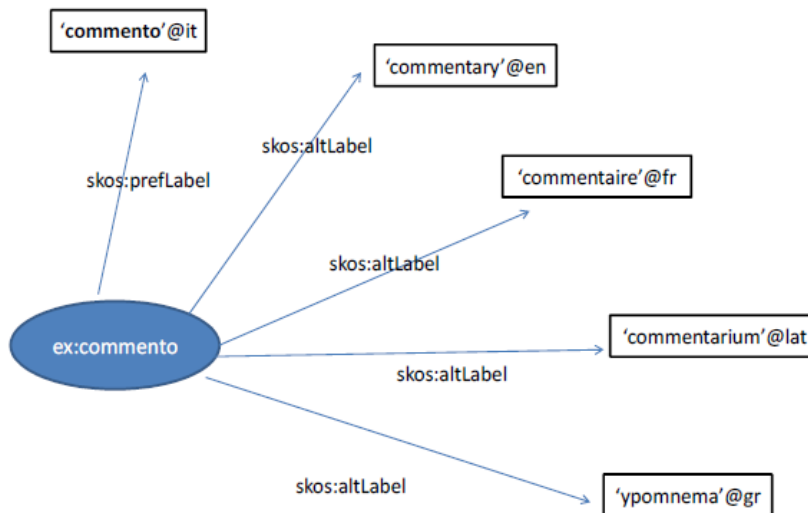 ‘commento’@it
‘commentary’@en
skos:altLabel
skos:prefLabel
‘commentaire’@fr
skos:altLabel
ex:commento
‘commentarium’@lat
skos:altLabel
skos:altLabel
‘ypomnema’@gr